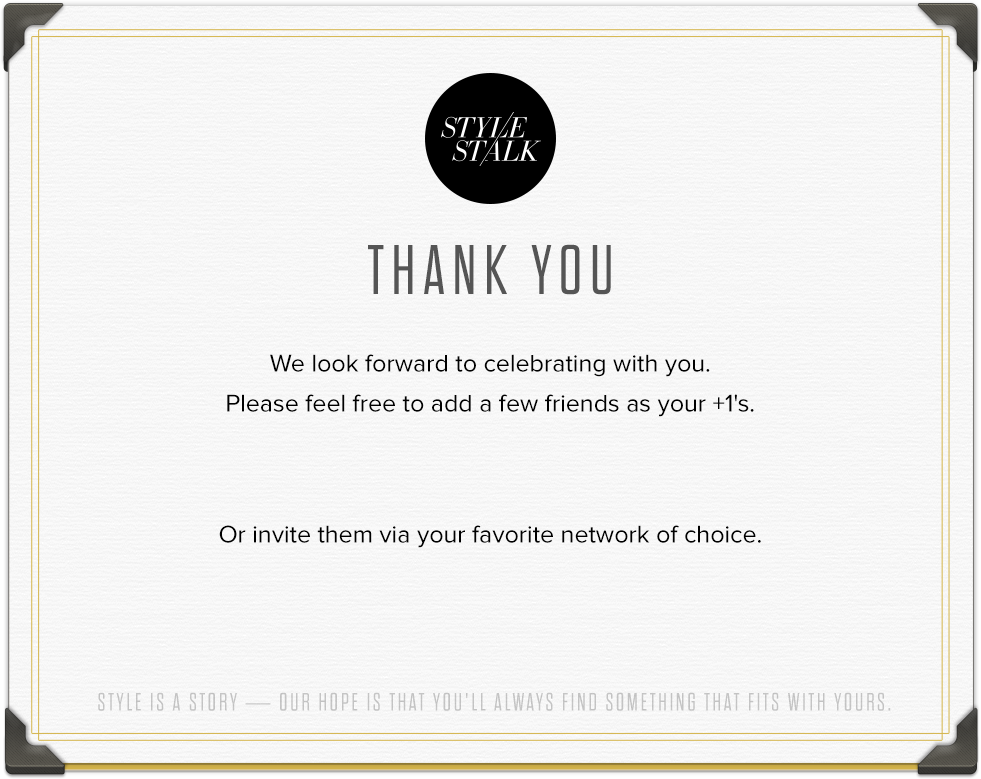 STYLE
STALK
THANK YOU
We look forward to celebrating with you.
Please feel free to add a few friends as your +1's.
Or invite them via your favorite network of choice.
STYLE IS A STORY — OUR HOPE IS THAT YOU'LL ALWAYS FIND SOMETHING THAT FITS WITH YOURS.